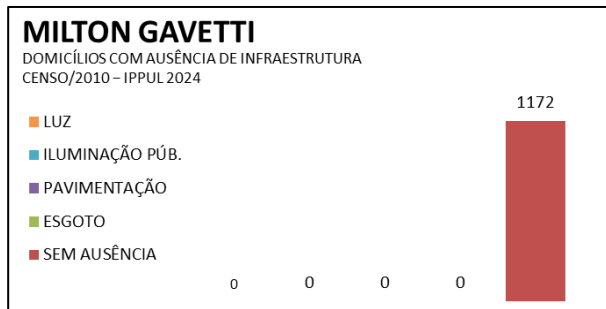 MILTON GAVETTI
DOMICÍLIOS COM AUSÊNCIA DE INFRAESTRUTURA
CENSO/2010 – IPPUL 2024
1172
LUZ
ILUMINAÇÃO PÚB.
PAVIMENTAÇÃO
ESGOTO
SEM AUSÊNCIA
0 0 0 0